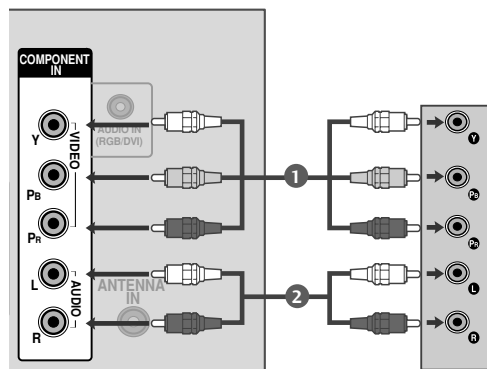 COMPONENT
IN
Y
PB
PR
VIDEO
L
R
AUDIO
AUDIO IN
(RGB/DVI)
ANTENNA
IN
1
2
Y
PB
PR
L
R